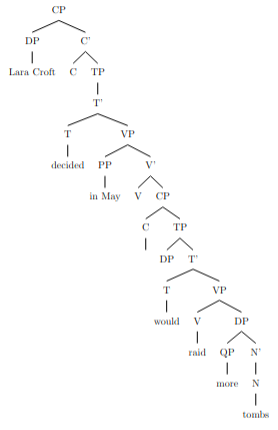 CP
DP C'
Lara Croft C TP
T'
T VP
decided PP V'
in May V CP
C TP
DP T'
T VP
would V DP
raid QP N'
more N
tombs